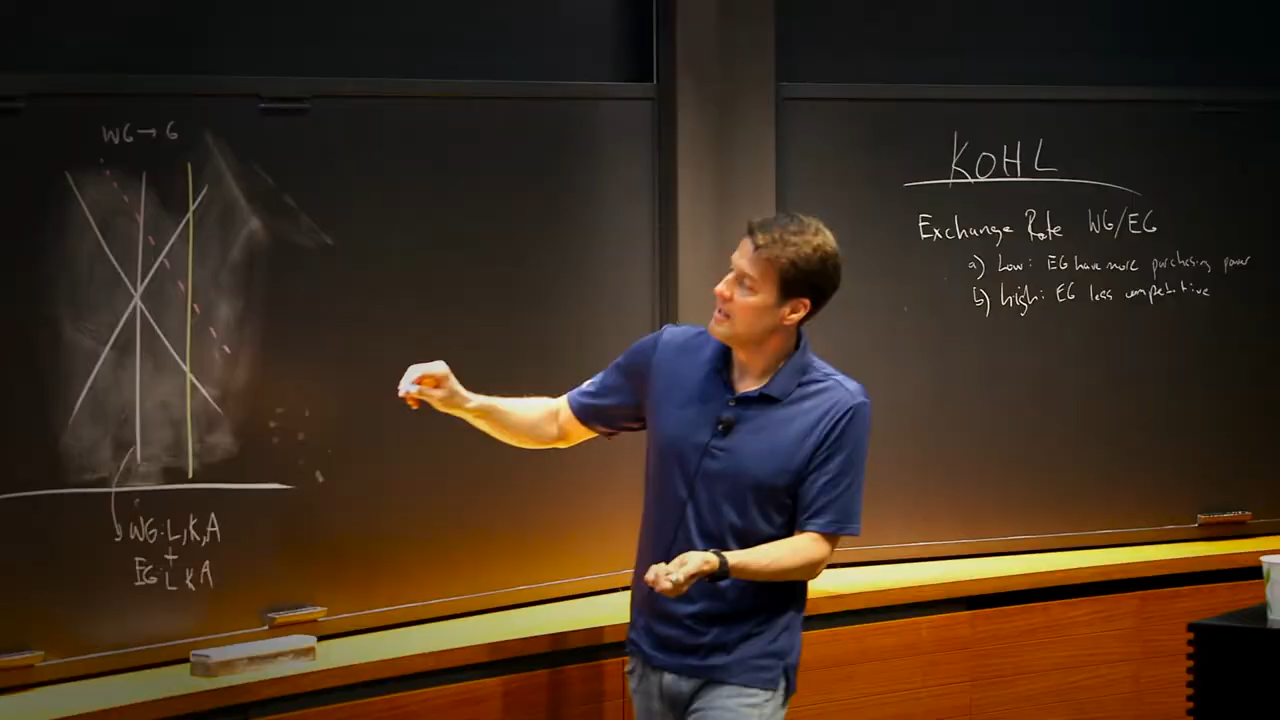 WG → G
WG: L, K, A
+
EG: L K A
KOHL
Exchange Rate WG/EG
a) Low: EG have more purchasing power
b) high: EG less competitive